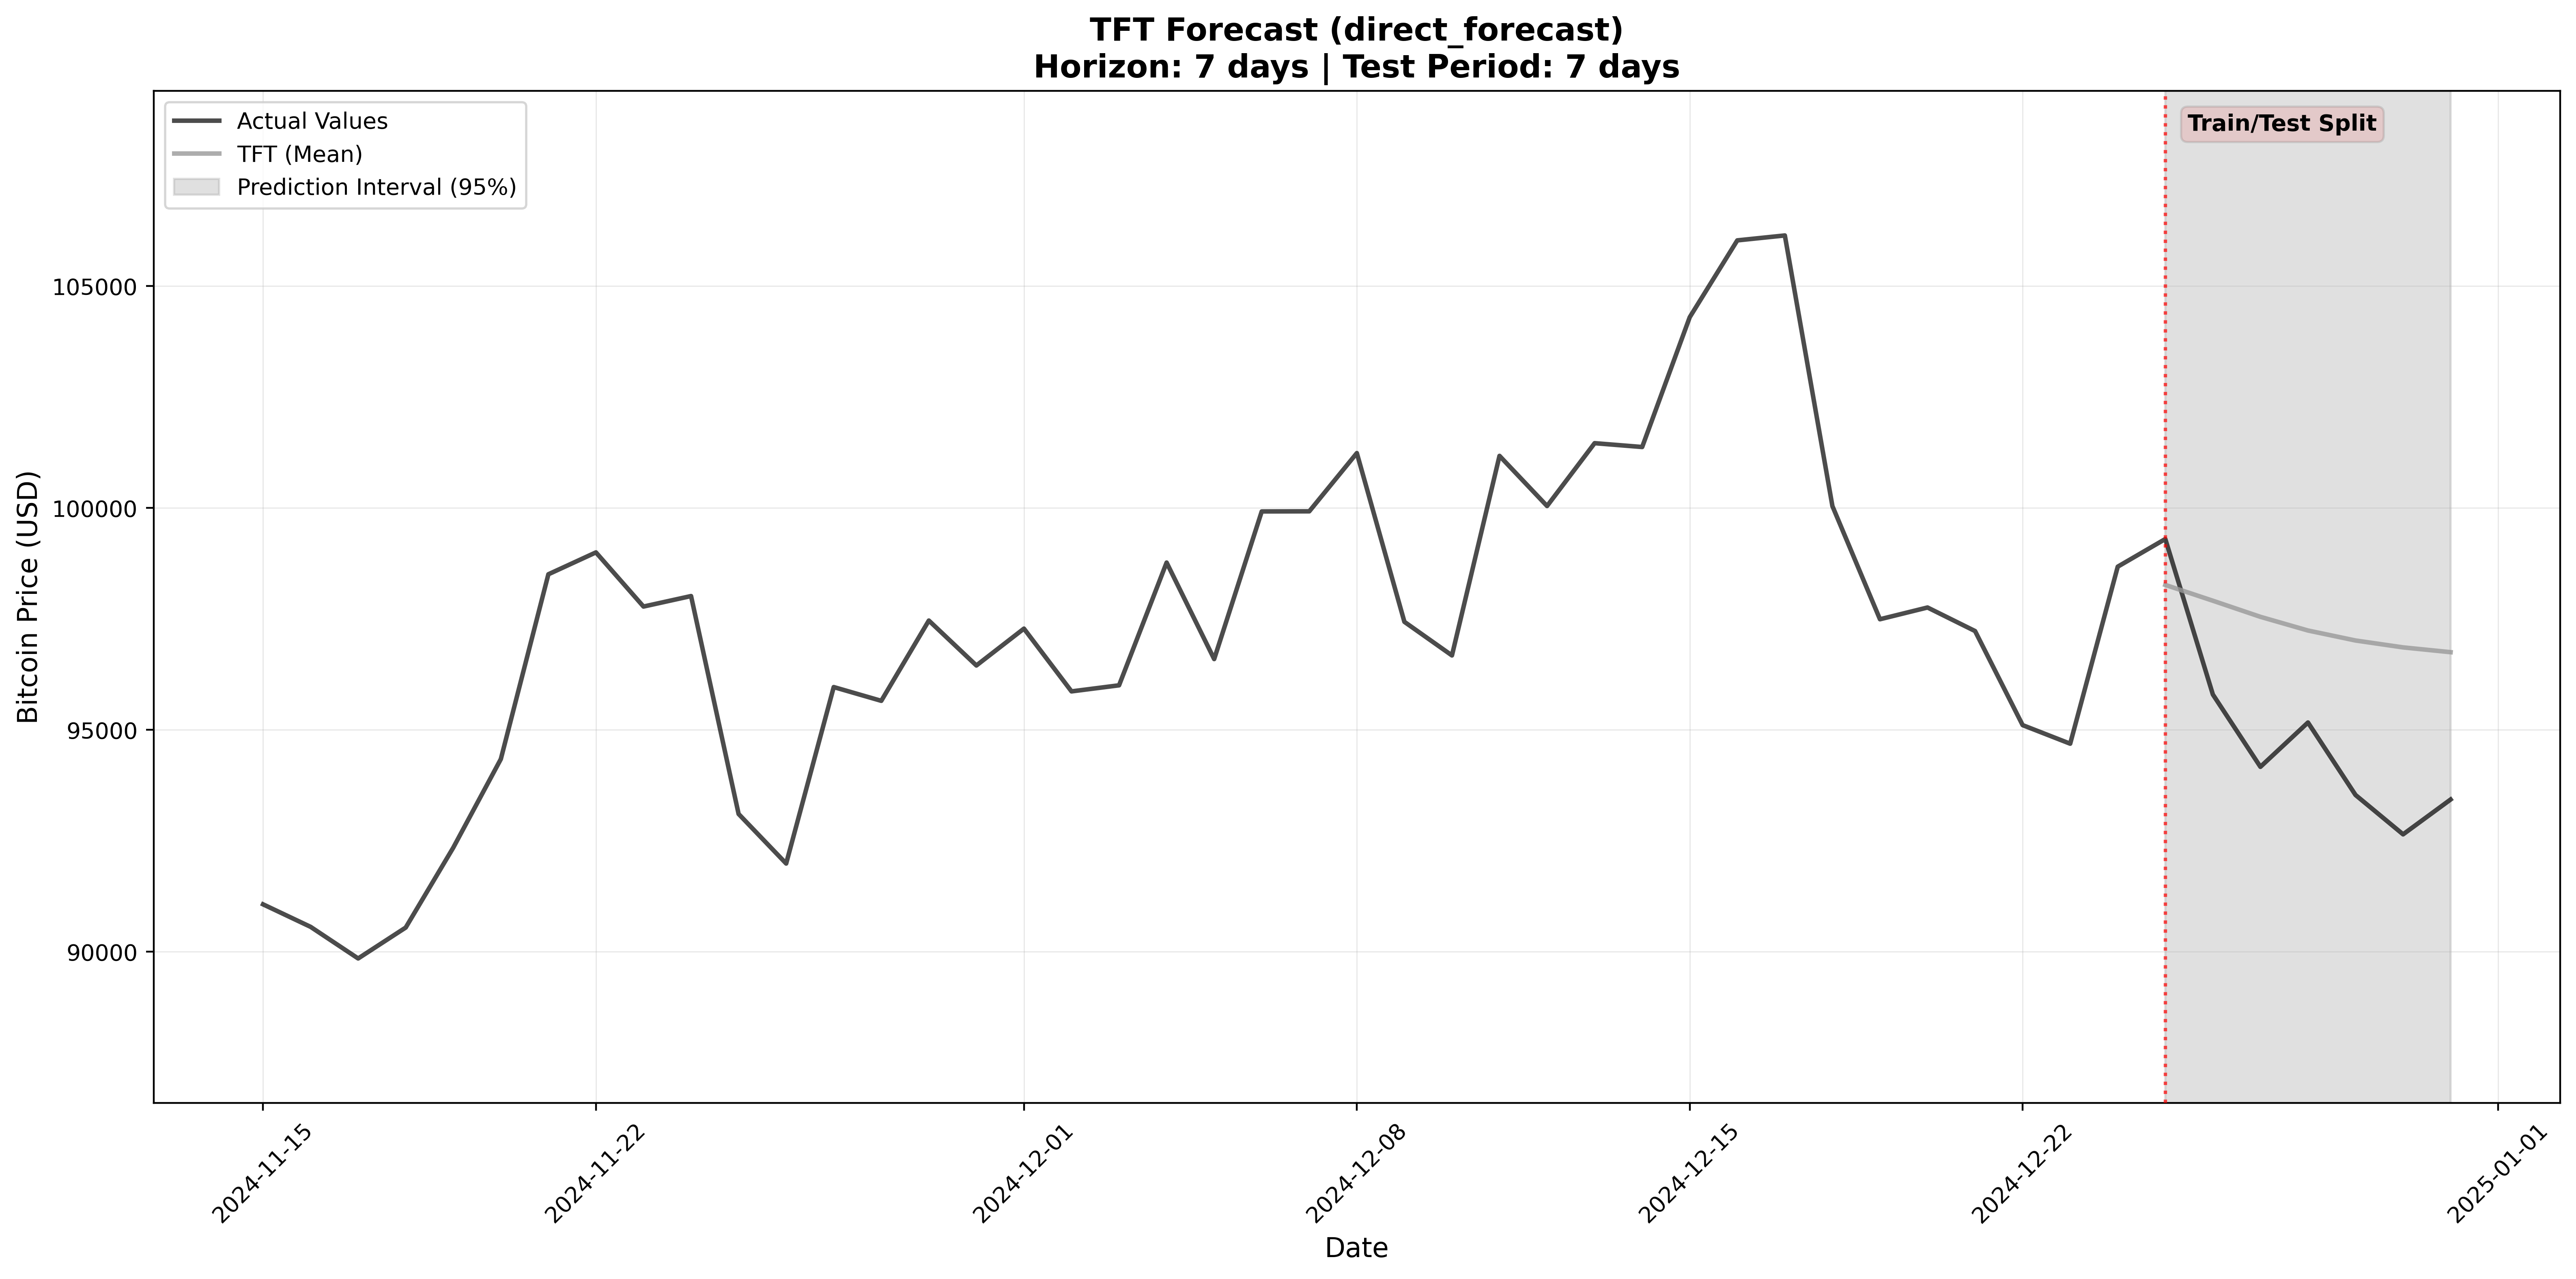 TFT Forecast (direct_forecast)
Horizon: 7 days | Test Period: 7 days
Actual Values
TFT (Mean)
Prediction Interval (95%)
Train/Test Split
Bitcoin Price (USD)
105000
100000
95000
90000
2024-11-15
2024-11-22
2024-12-01
2024-12-08
2024-12-15
2024-12-22
2025-01-01
Date